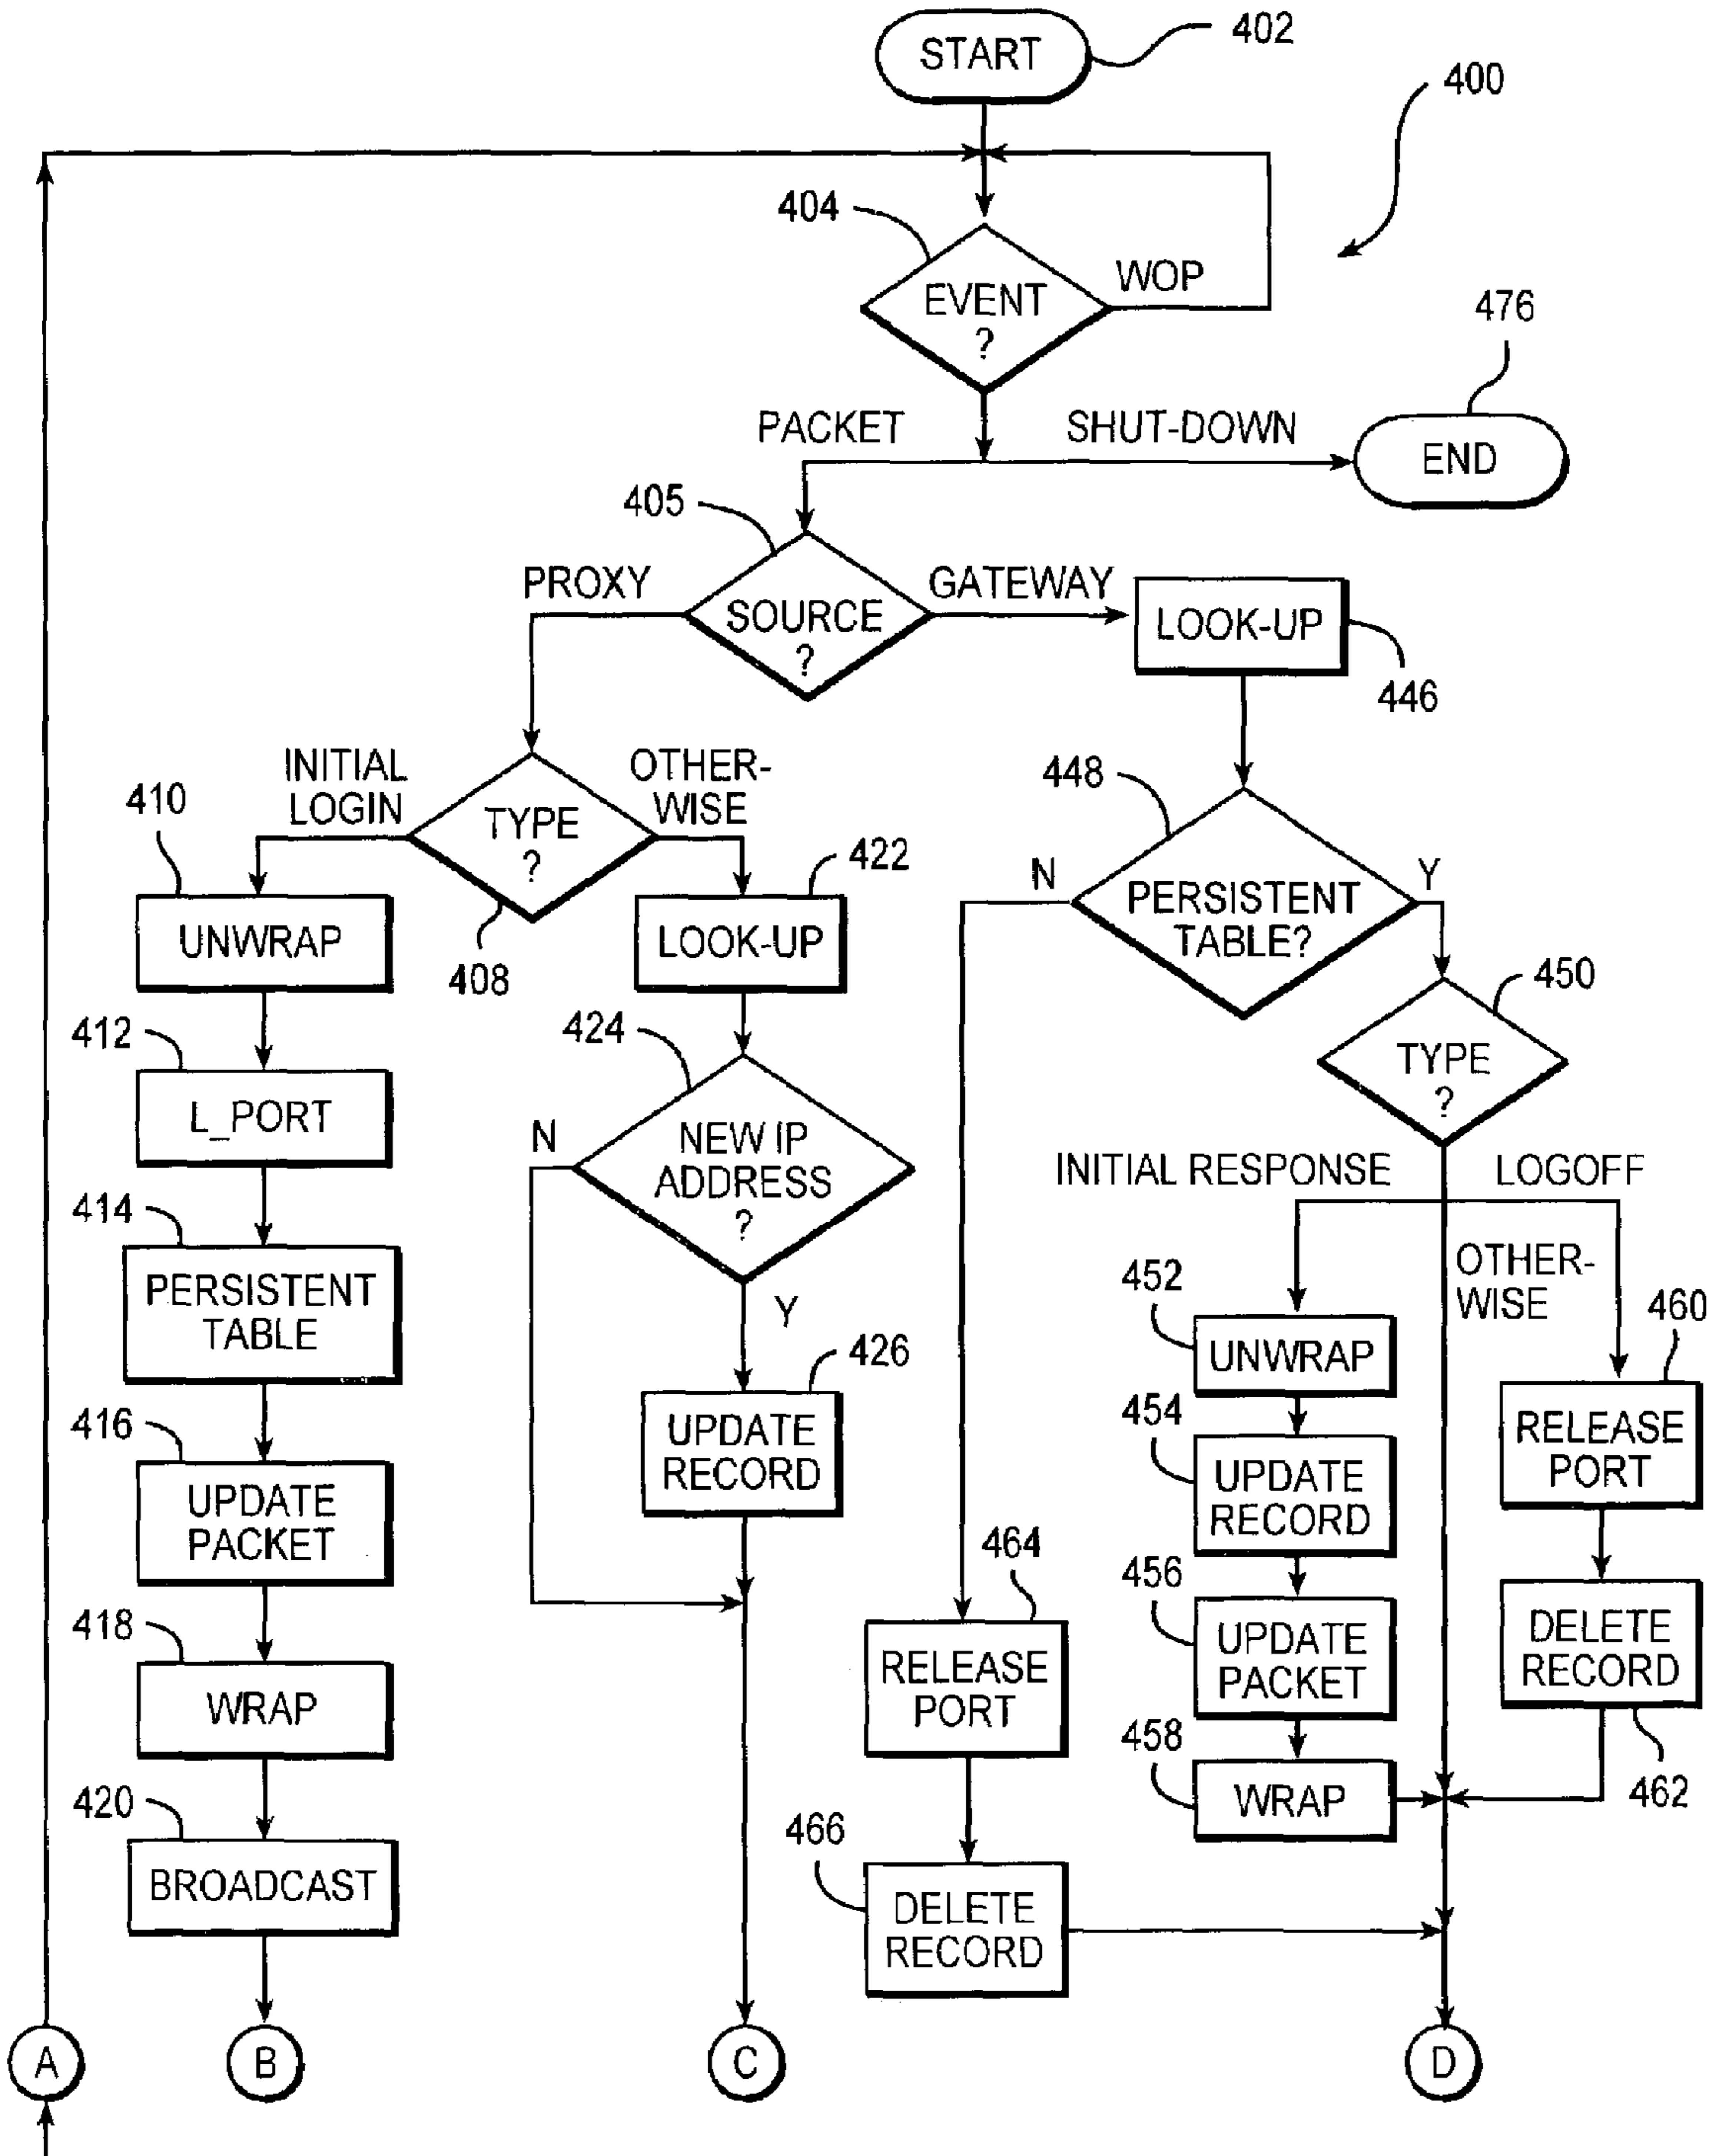 START
402
400
404
EVENT
?
WOP
476
PACKET
SHUT-DOWN
END
405
PROXY
SOURCE
?
GATEWAY
LOOK-UP
446
INITIAL
LOGIN
TYPE
?
OTHER-
WISE
408
410
UNWRAP
422
LOOK-UP
448
N
PERSISTENT
TABLE?
Y
450
TYPE
?
412
L_PORT
424
N
NEW IP
ADDRESS
?
Y
INITIAL RESPONSE
LOGOFF
OTHER-
WISE
414
PERSISTENT
TABLE
426
UPDATE
RECORD
452
UNWRAP
460
RELEASE
PORT
416
UPDATE
PACKET
454
UPDATE
RECORD
464
RELEASE
PORT
456
UPDATE
PACKET
DELETE
RECORD
462
418
WRAP
458
WRAP
420
BROADCAST
466
DELETE
RECORD
A
B
C
D